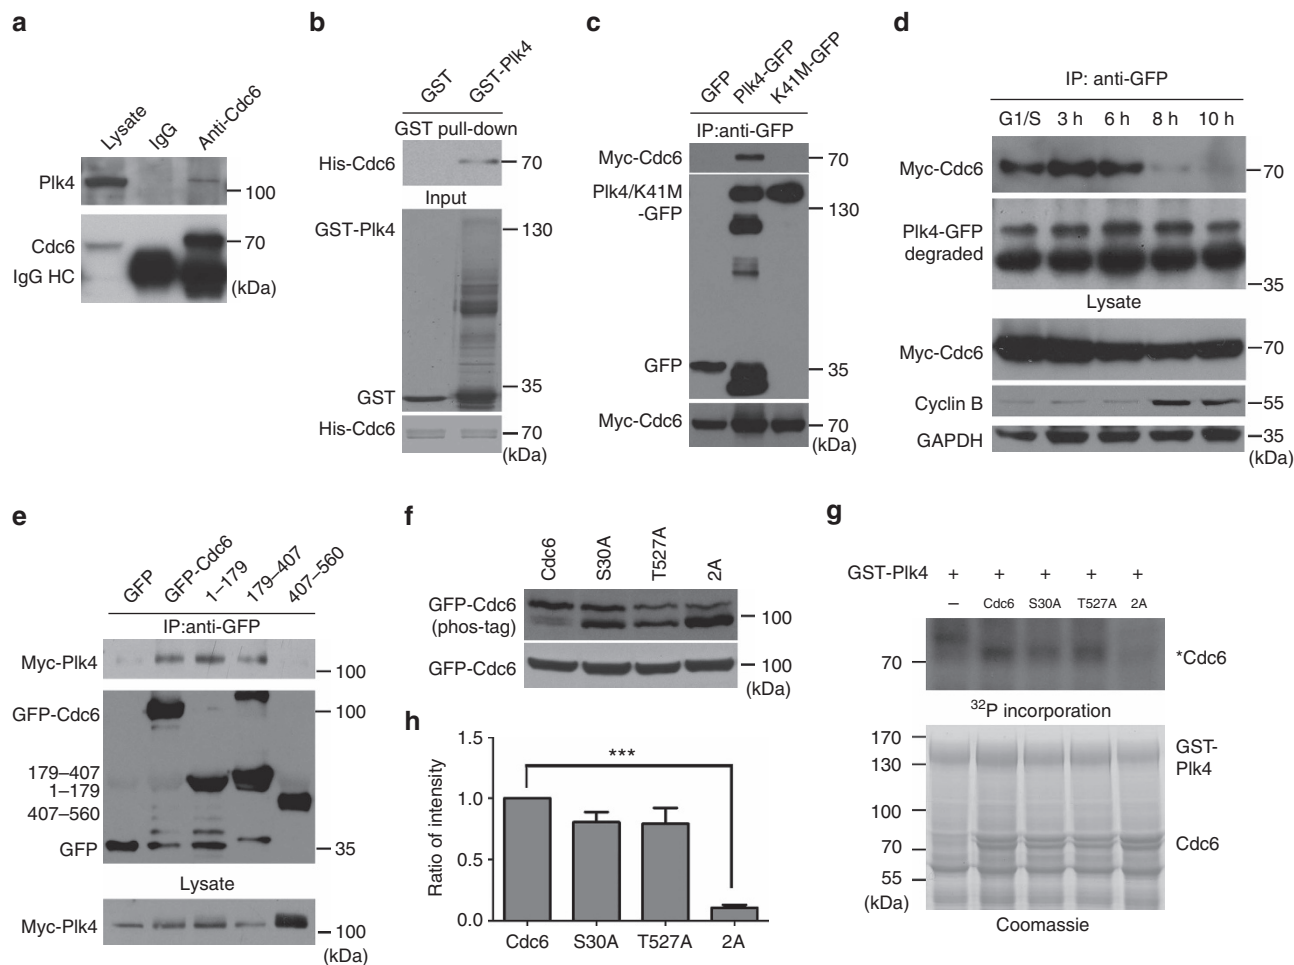 a
Lysate
IgG
Anti-Cdc6
Plk4
100
Cdc6
70
IgG HC
(kDa)
b
GST
GST-Plk4
GST pull-down
His-Cdc6
70
Input
GST-Plk4
130
35
GST
His-Cdc6
70
(kDa)
c
GFP
Plk4-GFP
K41M-GFP
IP:anti-GFP
Myc-Cdc6
70
Plk4/K41M
-GFP
130
GFP
35
Myc-Cdc6
70
(kDa)
d
IP: anti-GFP
G1/S 3 h 6 h 8 h 10 h
Myc-Cdc6
70
Plk4-GFP
degraded
35
Lysate
Myc-Cdc6
70
Cyclin B
55
GAPDH
35
(kDa)
e
GFP
GFP-Cdc6
1–179
179–407
407–560
IP:anti-GFP
Myc-Plk4
100
GFP-Cdc6
100
179–407
1–179
407–560
GFP
35
Lysate
Myc-Plk4
100
(kDa)
f
Cdc6
S30A
T527A
2A
GFP-Cdc6
(phos-tag)
100
GFP-Cdc6
100
(kDa)
g
GST-Plk4 + + + + +
– Cdc6 S30A T527A 2A
70
*Cdc6
32P incorporation
170
130
100
70
55
(kDa)
GST-
Plk4
Cdc6
Coomassie
h
Ratio of intensity
1.5
1.0
0.5
0.0
***
Cdc6 S30A T527A 2A